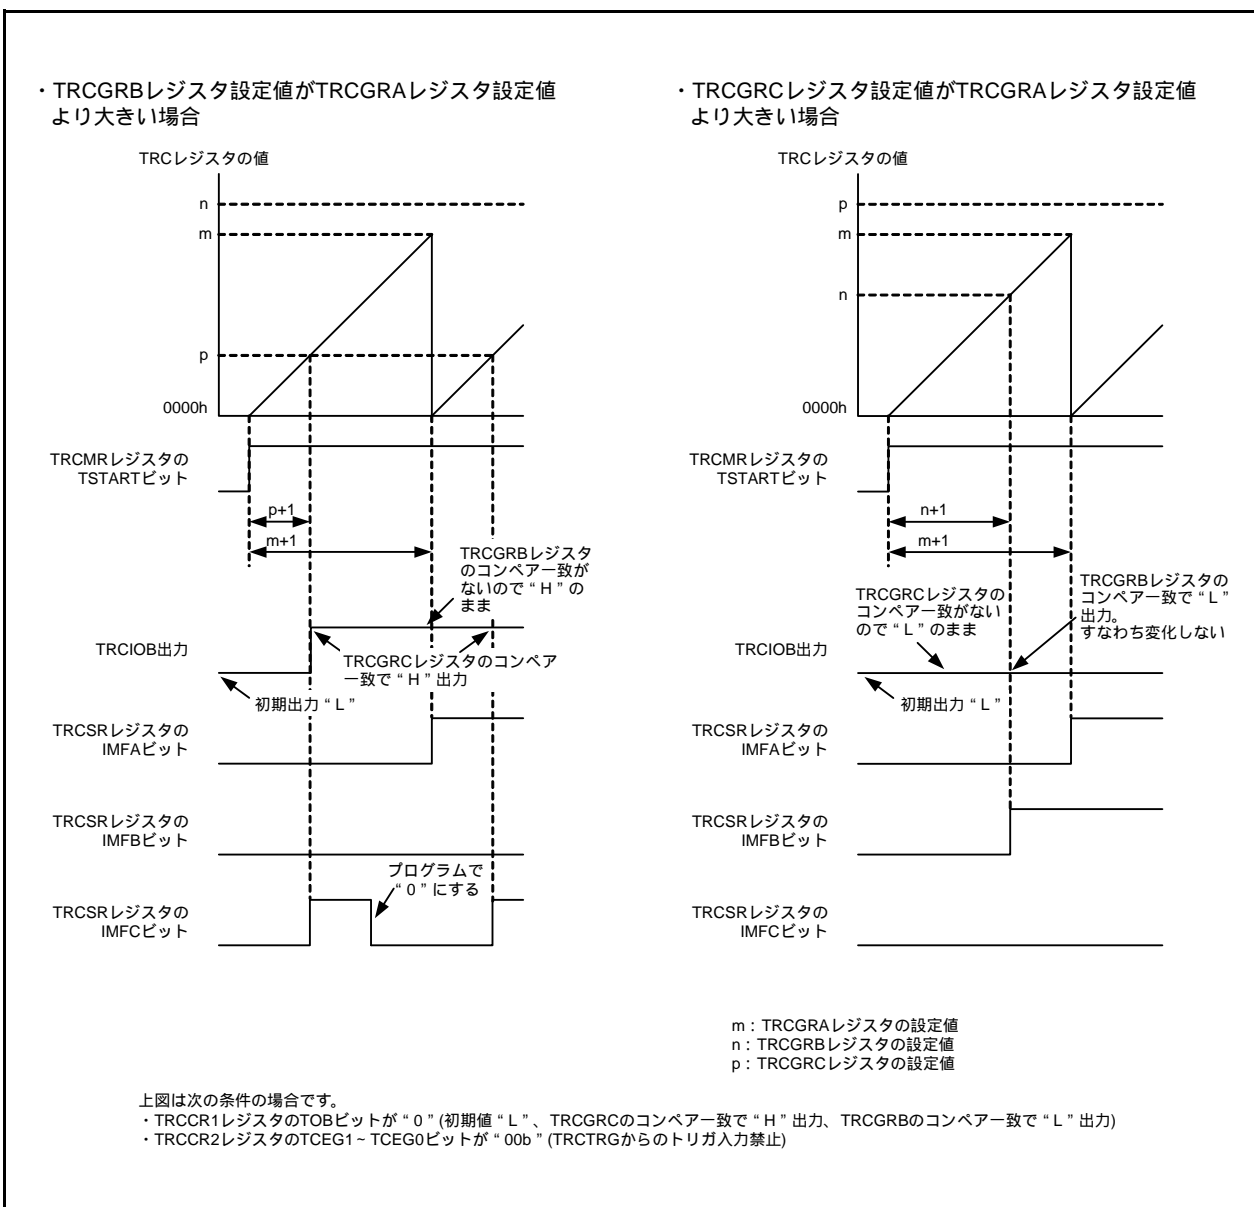 ・TRCGRBレジスタ設定値がTRCGRAレジスタ設定値
より大きい場合
TRCレジスタの値
n
m
p
0000h
TRCMRレジスタの
TSTARTビット
p+1
m+1
TRCGRBレジスタ
のコンペア一致が
ないので“H”の
まま
TRCIOB出力
TRCGRCレジスタのコンペア
一致で“H”出力
初期出力“L”
TRCSRレジスタの
IMFAビット
TRCSRレジスタの
IMFBビット
プログラムで
“0”にする
TRCSRレジスタの
IMFCビット
・TRCGRCレジスタ設定値がTRCGRAレジスタ設定値
より大きい場合
TRCレジスタの値
p
m
n
0000h
TRCMRレジスタの
TSTARTビット
n+1
m+1
TRCGRCレジスタの
コンペア一致がない
ので“L”のまま
TRCGRBレジスタの
コンペア一致で“L”
出力。
すなわち変化しない
TRCIOB出力
初期出力“L”
TRCSRレジスタの
IMFAビット
TRCSRレジスタの
IMFBビット
TRCSRレジスタの
IMFCビット
m：TRCGRAレジスタの設定値
n：TRCGRBレジスタの設定値
p：TRCGRCレジスタの設定値
上図は次の条件の場合です。
・TRCCR1レジスタのTOBビットが“0”(初期値“L”、TRCGRCのコンペア一致で“H”出力、TRCGRBのコンペア一致で“L”出力)
・TRCCR2レジスタのTCEG1～TCEG0ビットが“00b”(TRCTRGからのトリガ入力禁止)